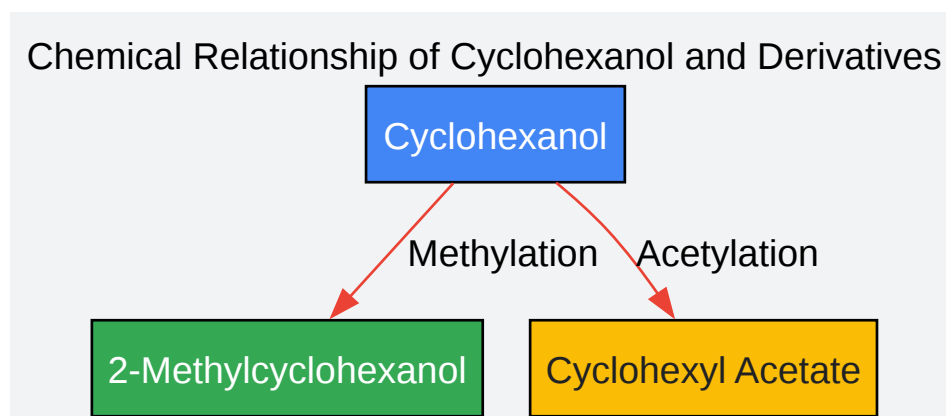 Chemical Relationship of Cyclohexanol and Derivatives
Cyclohexanol
Methylation
Acetylation
2-Methylcyclohexanol
Cyclohexyl Acetate